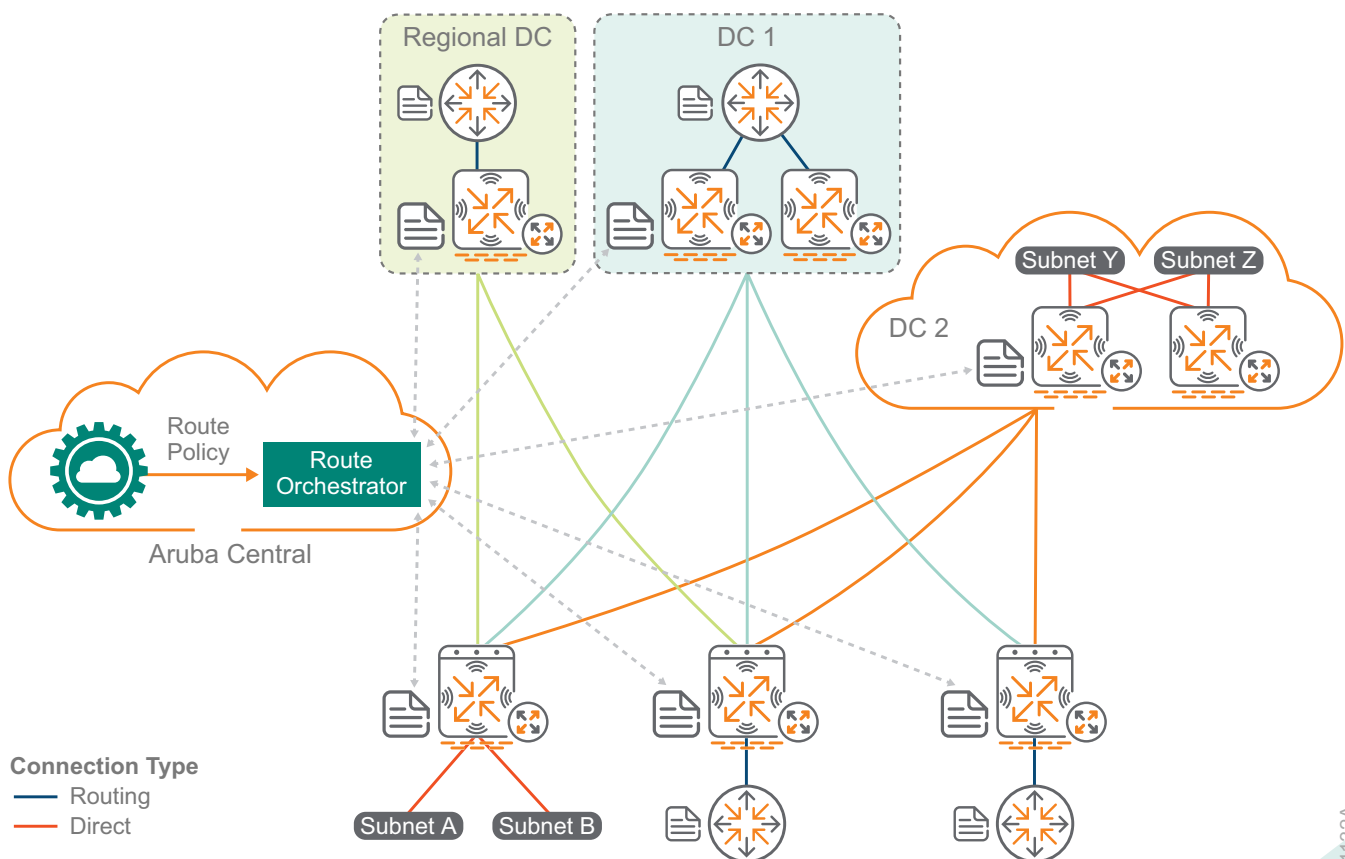 Regional DC
DC 1
Subnet Y
Subnet Z
DC 2
Route
Policy
Route
Orchestrator
Aruba Central
Connection Type
Routing
Direct
Subnet A
Subnet B